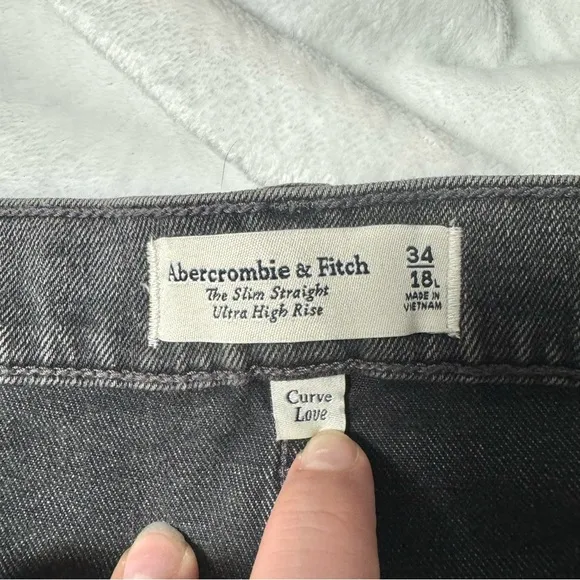 Abercrombie & Fitch
The Slim Straight
Ultra High Rise
34
18L
MADE IN
VIETNAM
Curve
Love